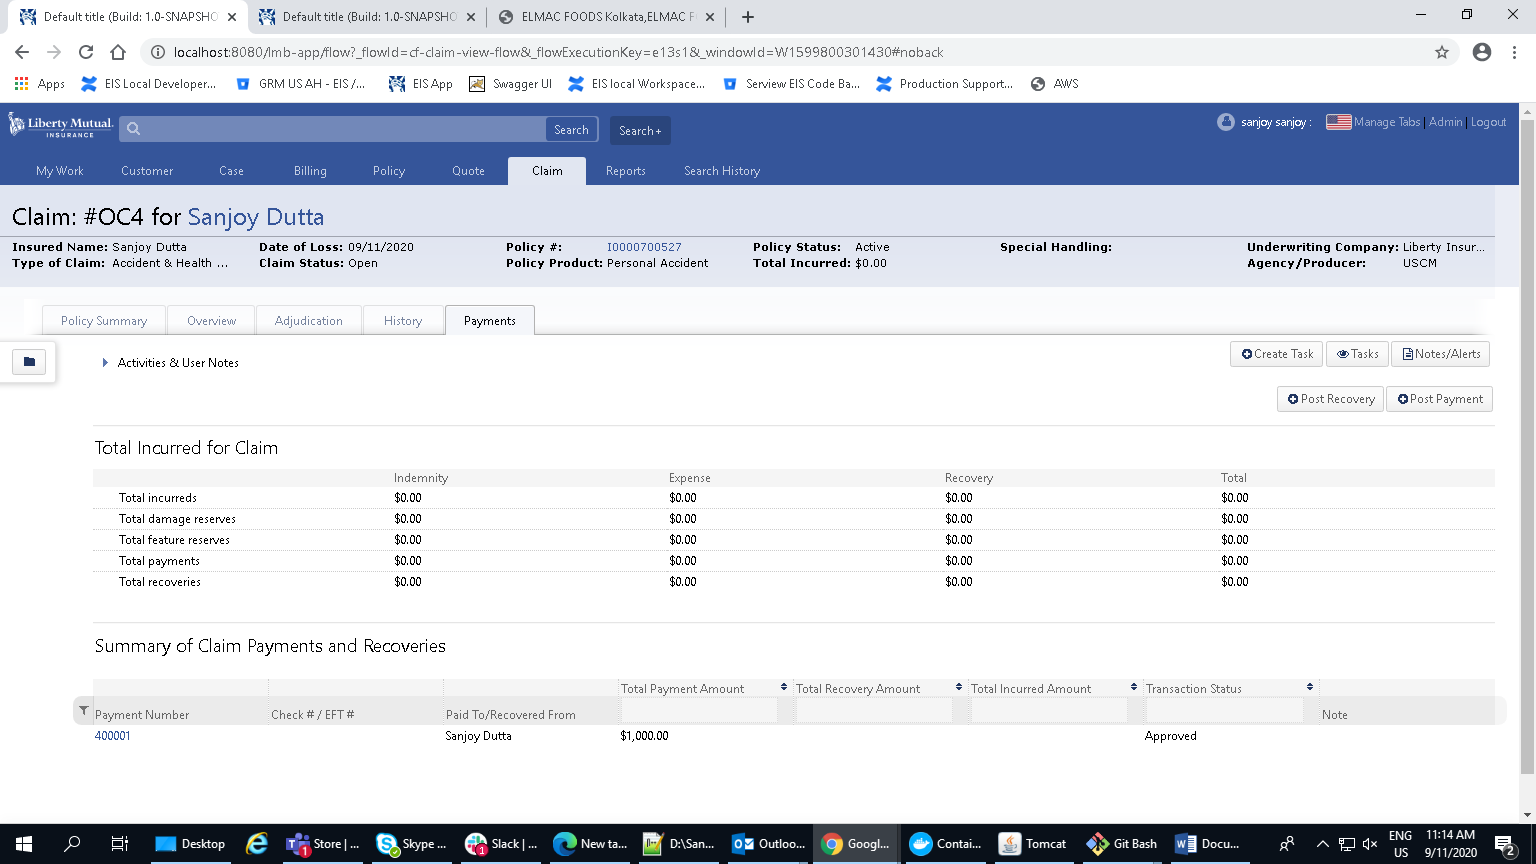 Default title (Build: 1.0-SNAPSHO
Default title (Build: 1.0-SNAPSHO
ELMAC FOODS Kolkata,ELMAC F
localhost:8080/lmb-app/flow?_flowId=cf-claim-view-flow&_flowExecutionKey=e13s1&_windowId=W1599800301430#noback
Apps EIS Local Developer... GRM US AH - EIS /... EIS App Swagger UI EIS local Workspace... Serview EIS Code Ba... Production Support... AWS
Liberty Mutual.
INSURANCE
Search Search+
sanjoy sanjoy : Manage Tabs | Admin | Logout
My Work Customer Case Billing Policy Quote Claim Reports Search History
Claim: #OC4 for Sanjoy Dutta
Insured Name: Sanjoy Dutta Date of Loss: 09/11/2020 Policy #: I0000700527 Policy Status: Active Special Handling: Underwriting Company: Liberty Insur...
Type of Claim: Accident & Health ... Claim Status: Open Policy Product: Personal Accident Total Incurred: $0.00 Agency/Producer: USCM
Policy Summary Overview Adjudication History Payments
Activities & User Notes
Create Task Tasks Notes/Alerts
Post Recovery Post Payment
Total Incurred for Claim
Indemnity Expense Recovery Total
Total incurreds $0.00 $0.00 $0.00 $0.00
Total damage reserves $0.00 $0.00 $0.00 $0.00
Total feature reserves $0.00 $0.00 $0.00 $0.00
Total payments $0.00 $0.00 $0.00 $0.00
Total recoveries $0.00 $0.00 $0.00 $0.00
Summary of Claim Payments and Recoveries
Total Payment Amount Total Recovery Amount Total Incurred Amount Transaction Status
Payment Number Check # / EFT # Paid To/Recovered From Note
400001 Sanjoy Dutta $1,000.00 Approved
Desktop Store | ... Skype ... Slack | ... New ta... D:\San... Outloo... Googl... Contai... Tomcat Git Bash Docu...
1
1
ENG
US
11:14 AM
9/11/2020
2